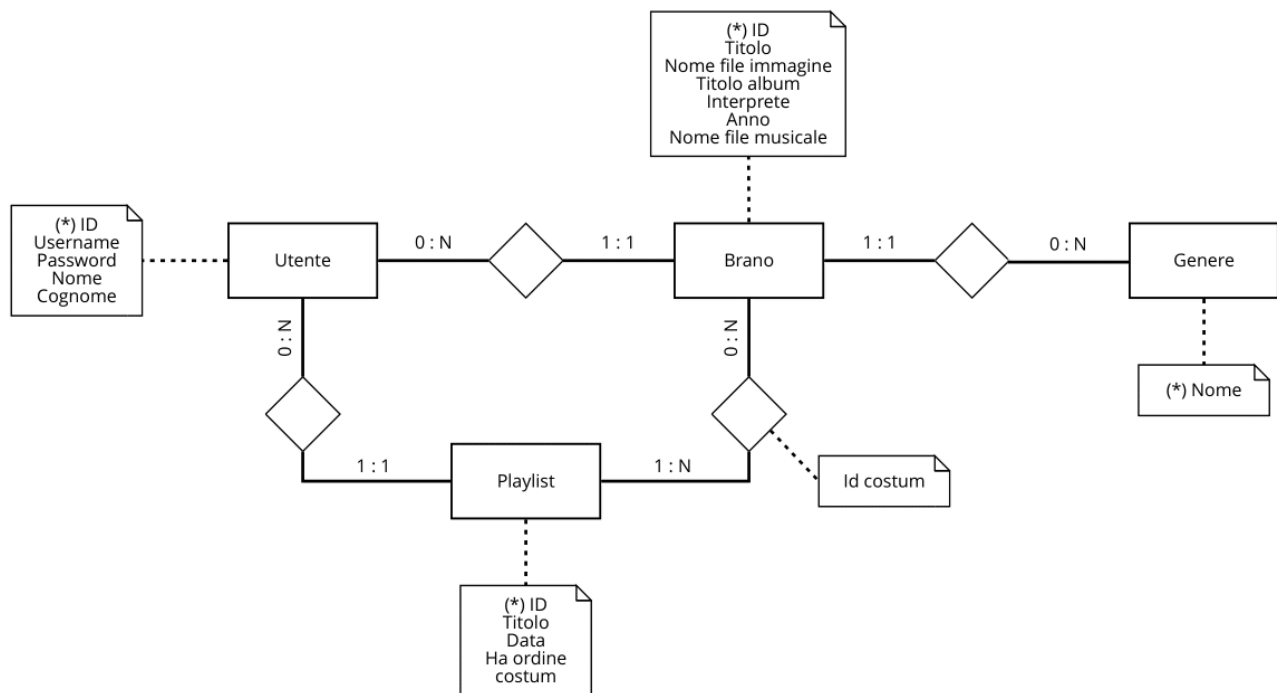 (*) ID
Titolo
Nome file immagine
Titolo album
Interprete
Anno
Nome file musicale
(*) ID
Username
Password
Nome
Cognome
Utente
0 : N
1 : 1
Brano
1 : 1
0 : N
Genere
0 : N
0 : N
(*) Nome
1 : 1
Playlist
1 : N
Id costum
(*) ID
Titolo
Data
Ha ordine
costum